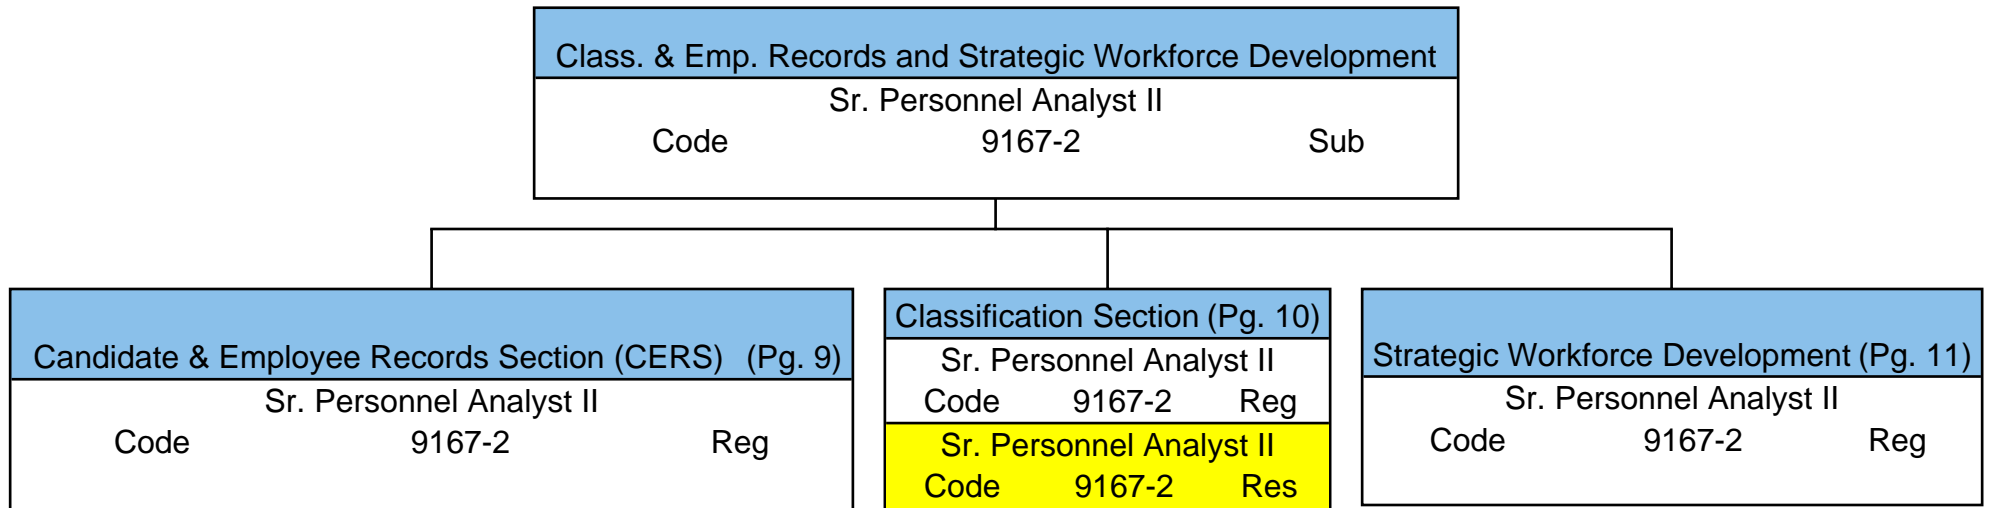 Class. & Emp. Records and Strategic Workforce Development
Sr. Personnel Analyst II
Code 9167-2 Sub
Candidate & Employee Records Section (CERS) (Pg. 9)
Sr. Personnel Analyst II
Code 9167-2 Reg
Classification Section (Pg. 10)
Sr. Personnel Analyst II
Code 9167-2 Reg
Sr. Personnel Analyst II
Code 9167-2 Res
Strategic Workforce Development (Pg. 11)
Sr. Personnel Analyst II
Code 9167-2 Reg